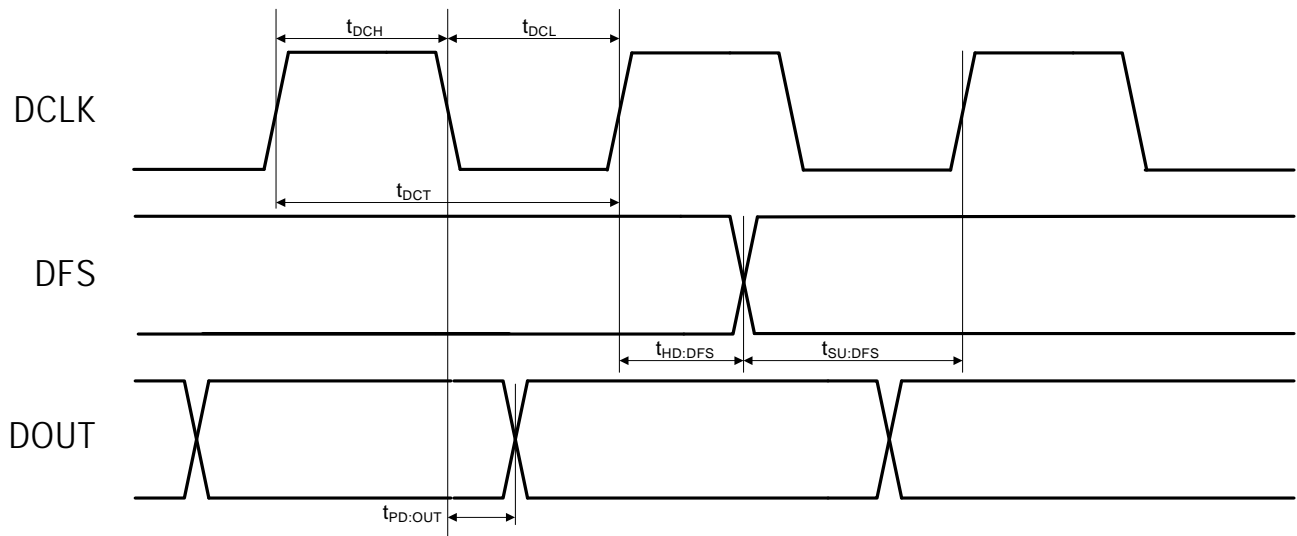 tDCH
tDCL
DCLK
tDCT
DFS
tHD:DFS
tSU:DFS
DOUT
tPD:OUT